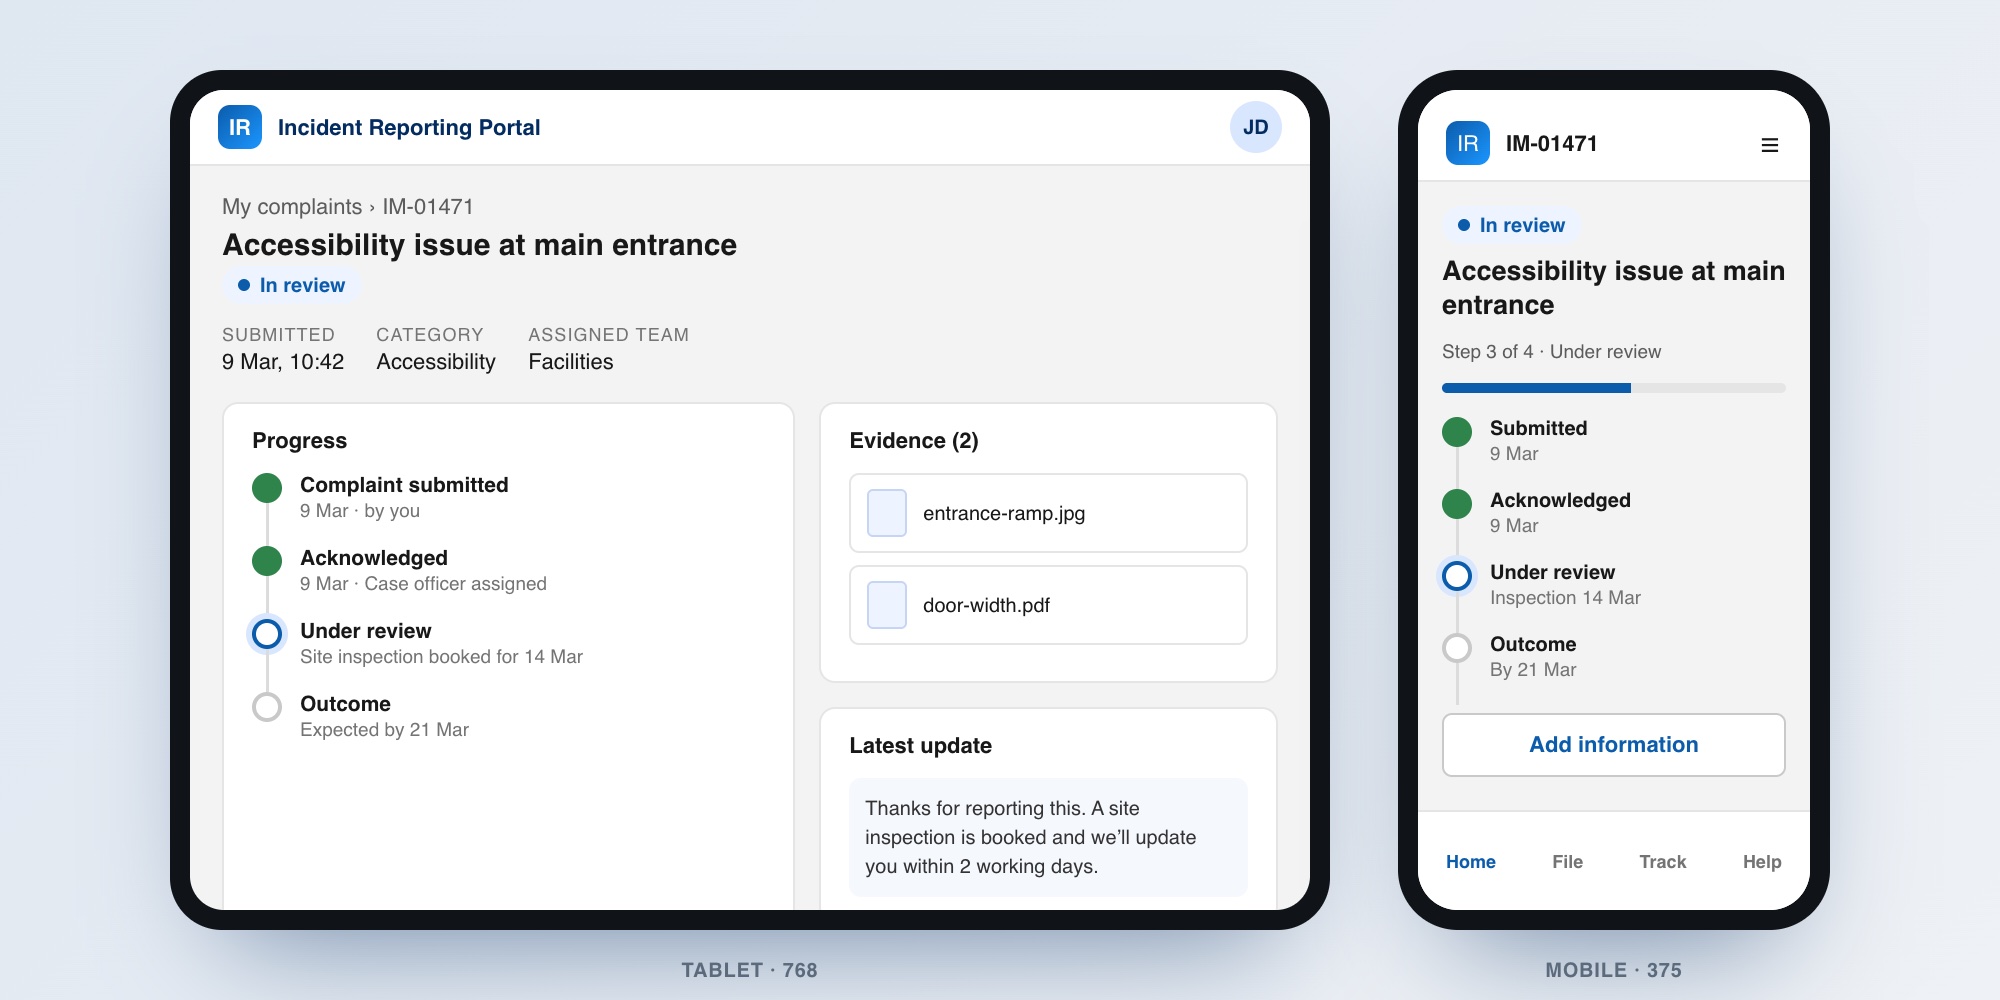 IR Incident Reporting Portal JD
My complaints › IM-01471
Accessibility issue at main entrance
In review
SUBMITTED CATEGORY ASSIGNED TEAM
9 Mar, 10:42 Accessibility Facilities
Progress
Complaint submitted
9 Mar · by you
Acknowledged
9 Mar · Case officer assigned
Under review
Site inspection booked for 14 Mar
Outcome
Expected by 21 Mar
Evidence (2)
entrance-ramp.jpg
door-width.pdf
Latest update
Thanks for reporting this. A site
inspection is booked and we’ll update
you within 2 working days.
TABLET · 768
IR IM-01471
In review
Accessibility issue at main
entrance
Step 3 of 4 · Under review
Submitted
9 Mar
Acknowledged
9 Mar
Under review
Inspection 14 Mar
Outcome
By 21 Mar
Add information
Home File Track Help
MOBILE · 375